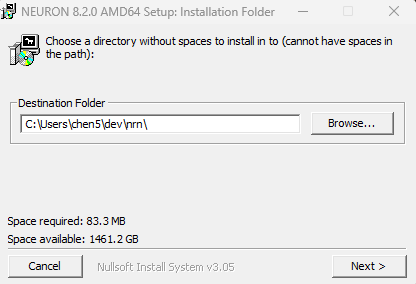 NEURON 8.2.0 AMD64 Setup: Installation Folder
Choose a directory without spaces to install in to (cannot have spaces in
the path):
Destination Folder
C:\Users\chen5\dev\nrn\
Browse...
Space required: 83.3 MB
Space available: 1461.2 GB
Cancel
Nullsoft Install System v3.05
Next >